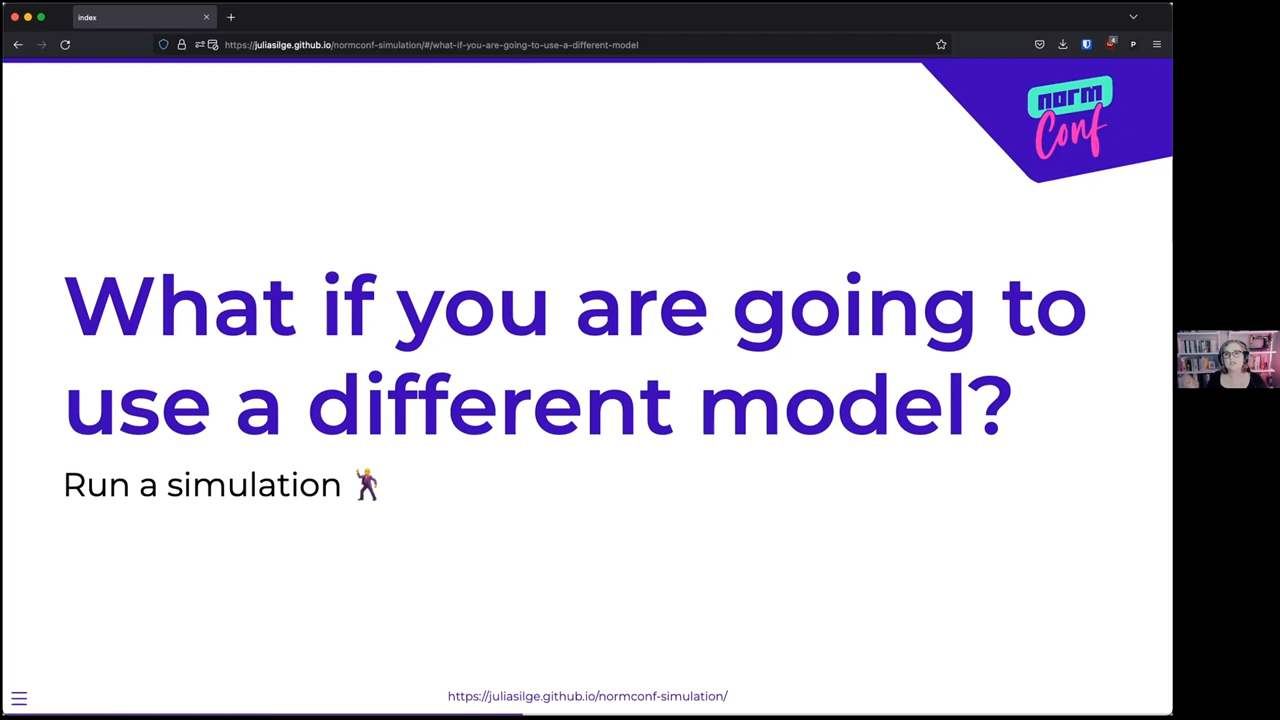 index
https://juliasilge.github.io/normconf-simulation/#/what-if-you-are-going-to-use-a-different-model
4
P
norm
Conf
What if you are going to
use a different model?
Run a simulation 🕺
https://juliasilge.github.io/normconf-simulation/